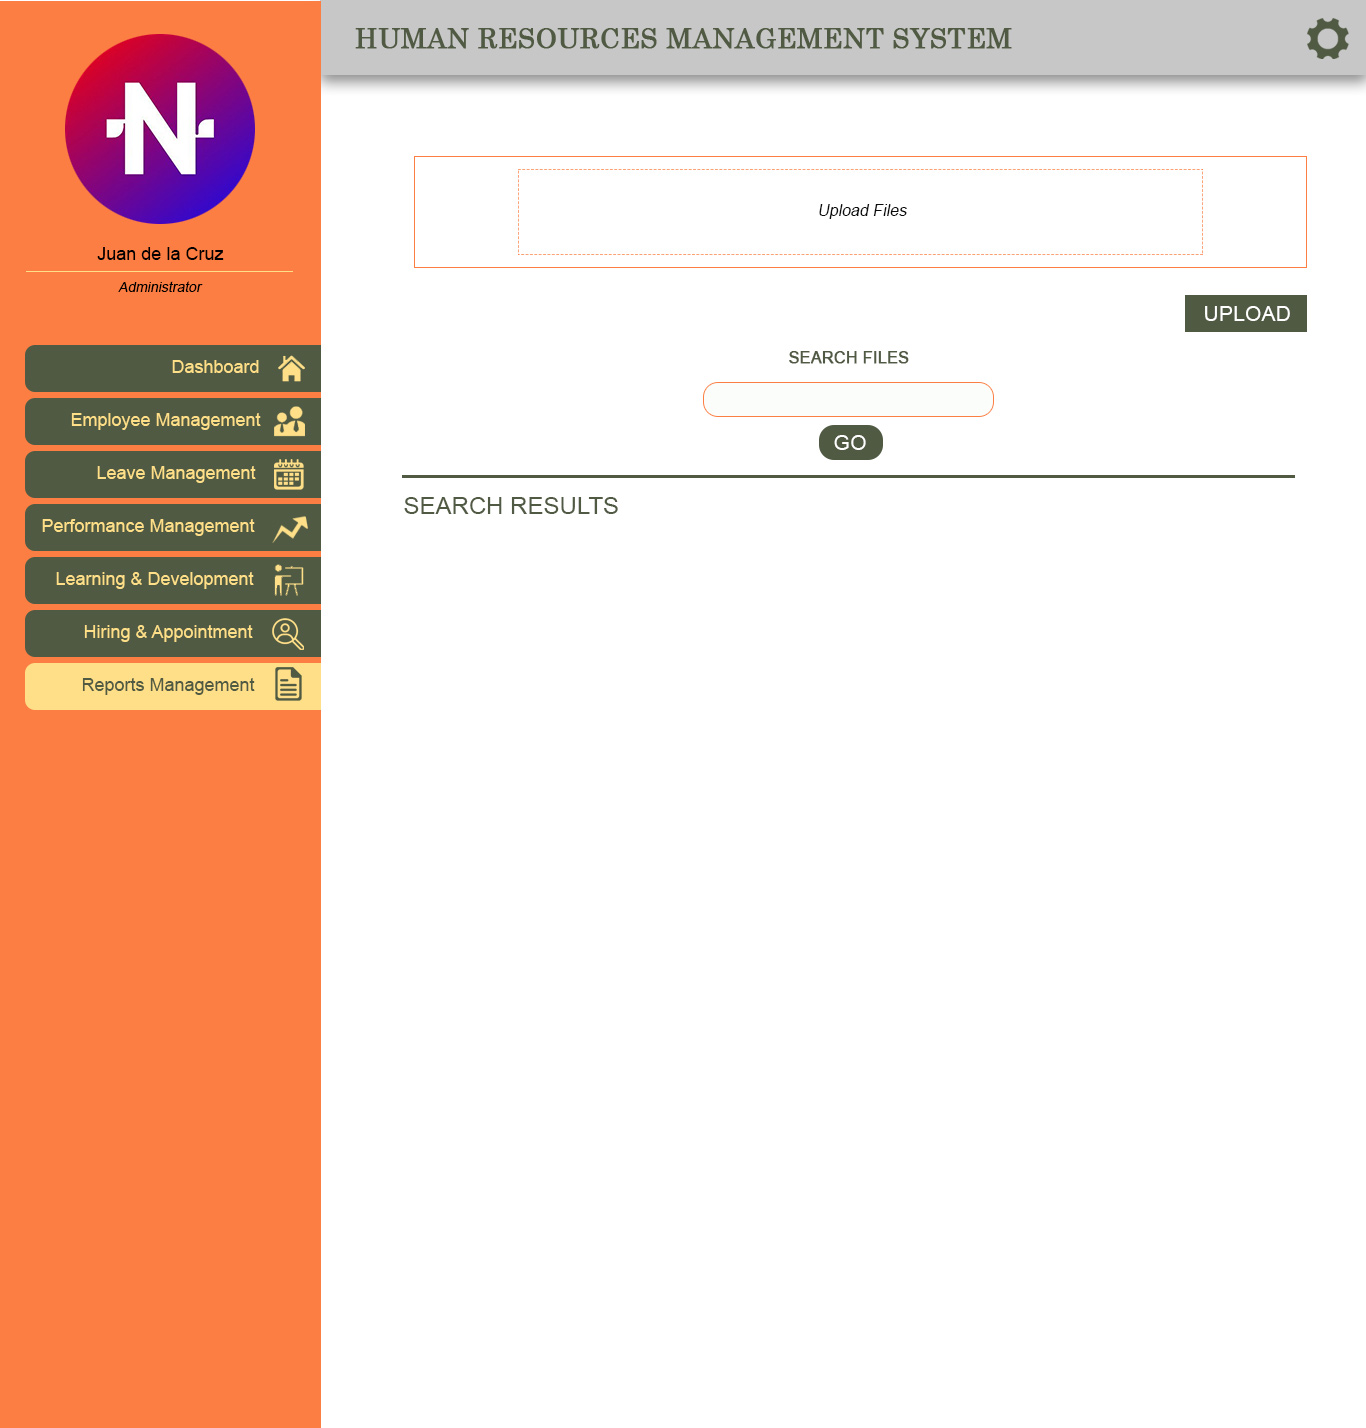 HUMAN RESOURCES MANAGEMENT SYSTEM
N
Juan de la Cruz
Administrator
Dashboard
Employee Management
Leave Management
Performance Management
Learning & Development
Hiring & Appointment
Reports Management
Upload Files
UPLOAD
SEARCH FILES
GO
SEARCH RESULTS